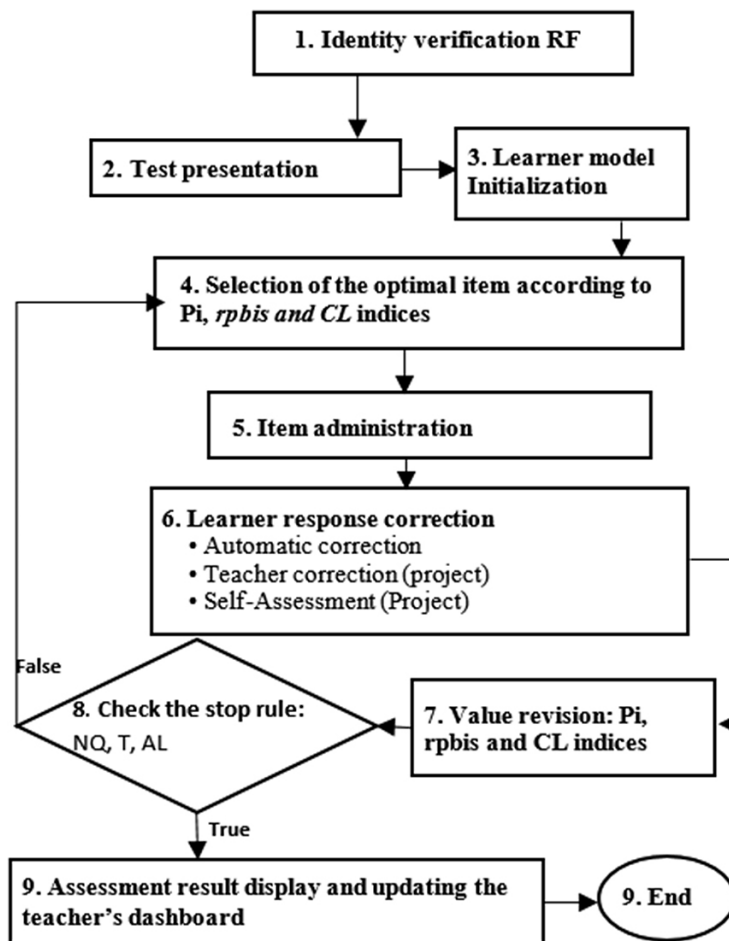 1. Identity verification RF
2. Test presentation
3. Learner model
Initialization
4. Selection of the optimal item according to
Pi, rpbis and CL indices
5. Item administration
6. Learner response correction
• Automatic correction
• Teacher correction (project)
• Self-Assessment (Project)
False
8. Check the stop rule:
NQ, T, AL
7. Value revision: Pi,
rpbis and CL indices
True
9. Assessment result display and updating the
teacher's dashboard
9. End